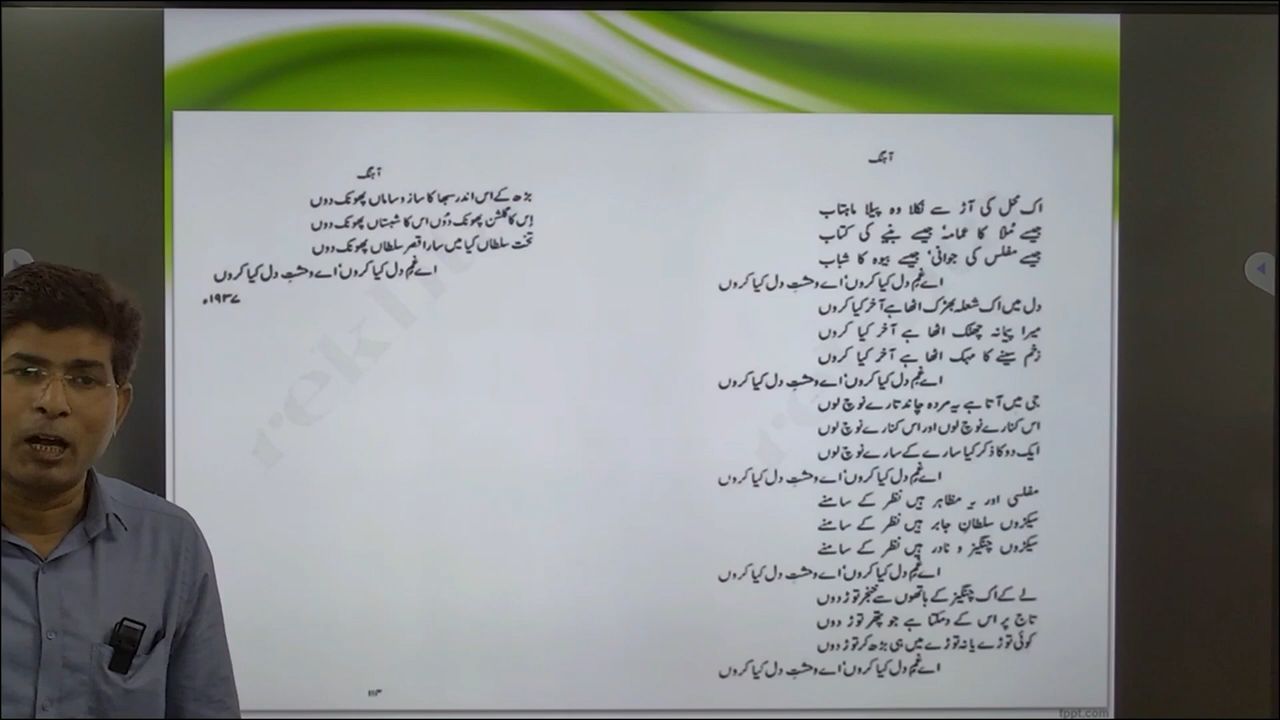 آہنگ
اک محل کی آڑ سے نکلا وہ پیلا ماہتاب
جیسے مُلا کا عمامہ' جیسے بنیے کی کتاب
جیسے مفلس کی جوانی' جیسے بیوہ کا شباب
اے غمِ دل کیا کروں' اے وحشتِ دل کیا کروں
دل میں اک شعلہ بھڑک اٹھا ہے آخر کیا کروں
میرا پیمانہ چھلک اٹھا ہے آخر کیا کروں
زخم سینے کا مہک اٹھا ہے آخر کیا کروں
اے غمِ دل کیا کروں' اے وحشتِ دل کیا کروں
جی میں آتا ہے یہ مردہ چاند تارے نوچ لوں
اس کنارے نوچ لوں اور اس کنارے نوچ لوں
ایک دو کا ذکر کیا سارے کے سارے نوچ لوں
اے غمِ دل کیا کروں' اے وحشتِ دل کیا کروں
مفلسی اور یہ مظاہر ہیں نظر کے سامنے
سیکڑوں سلطانِ جابر ہیں نظر کے سامنے
سیکڑوں چنگیز و نادر ہیں نظر کے سامنے
اے غمِ دل کیا کروں' اے وحشتِ دل کیا کروں
لے کے اک چنگیز کے ہاتھوں سے خنجر توڑ دوں
تاج پر اس کے دمکتا ہے جو پتھر توڑ دوں
کوئی توڑے یا نہ توڑے میں ہی بڑھ کر توڑ دوں
اے غمِ دل کیا کروں' اے وحشتِ دل کیا کروں
آہنگ
بڑھ کے اس اندر سبھا کا ساز و ساماں پھونک دوں
اِس کا گلشن پھونک دوں اُس کا شبستاں پھونک دوں
تخت سلطاں کیا میں سارا قصر سلطاں پھونک دوں
اے غمِ دل کیا کروں' اے وحشتِ دل کیا کروں
۱۹۳۷ء
۱۱۳
rekhta
fppt.com